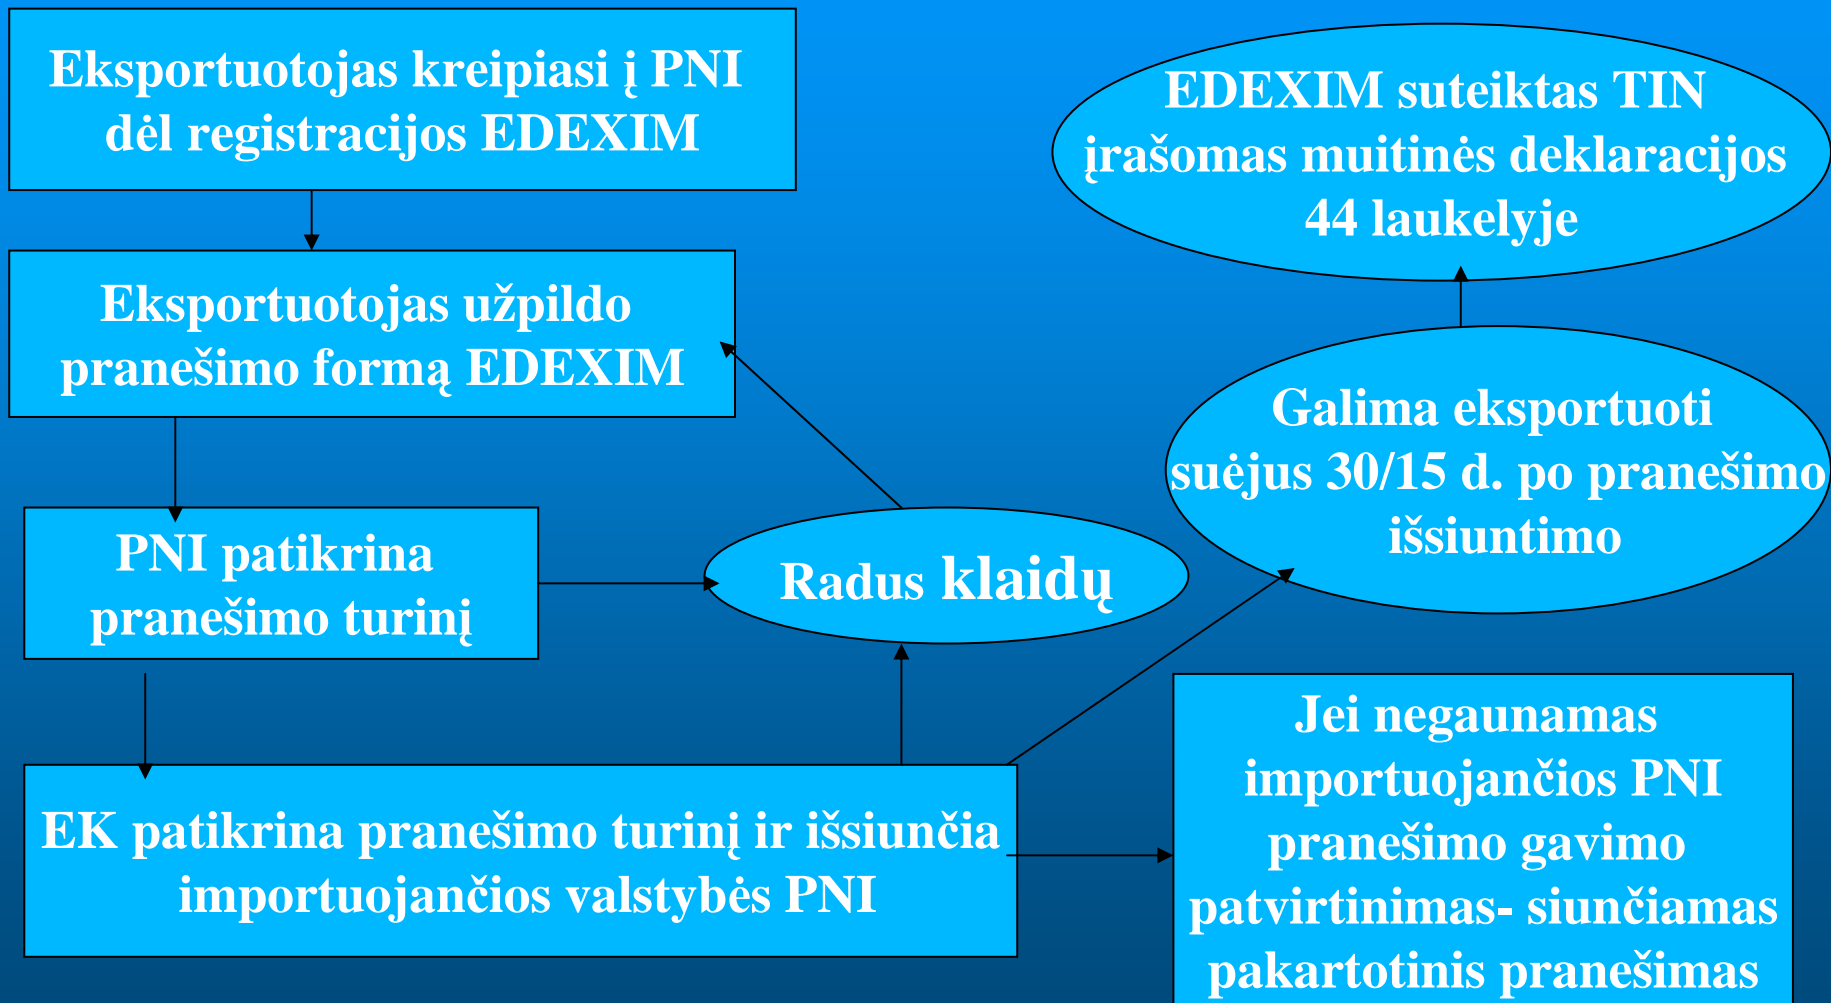 Eksportuotojas kreipiasi į PNI
dėl registracijos EDEXIM
Eksportuotojas užpildo
pranešimo formą EDEXIM
PNI patikrina
pranešimo turinį
Radus klaidų
EK patikrina pranešimo turinį ir išsiunčia
importuojančios valstybės PNI
EDEXIM suteiktas TIN
įrašomas muitinės deklaracijos
44 laukelyje
Galima eksportuoti
suėjus 30/15 d. po pranešimo
išsiuntimo
Jei negaunamas
importuojančios PNI
pranešimo gavimo
patvirtinimas- siunčiamas
pakartotinis pranešimas